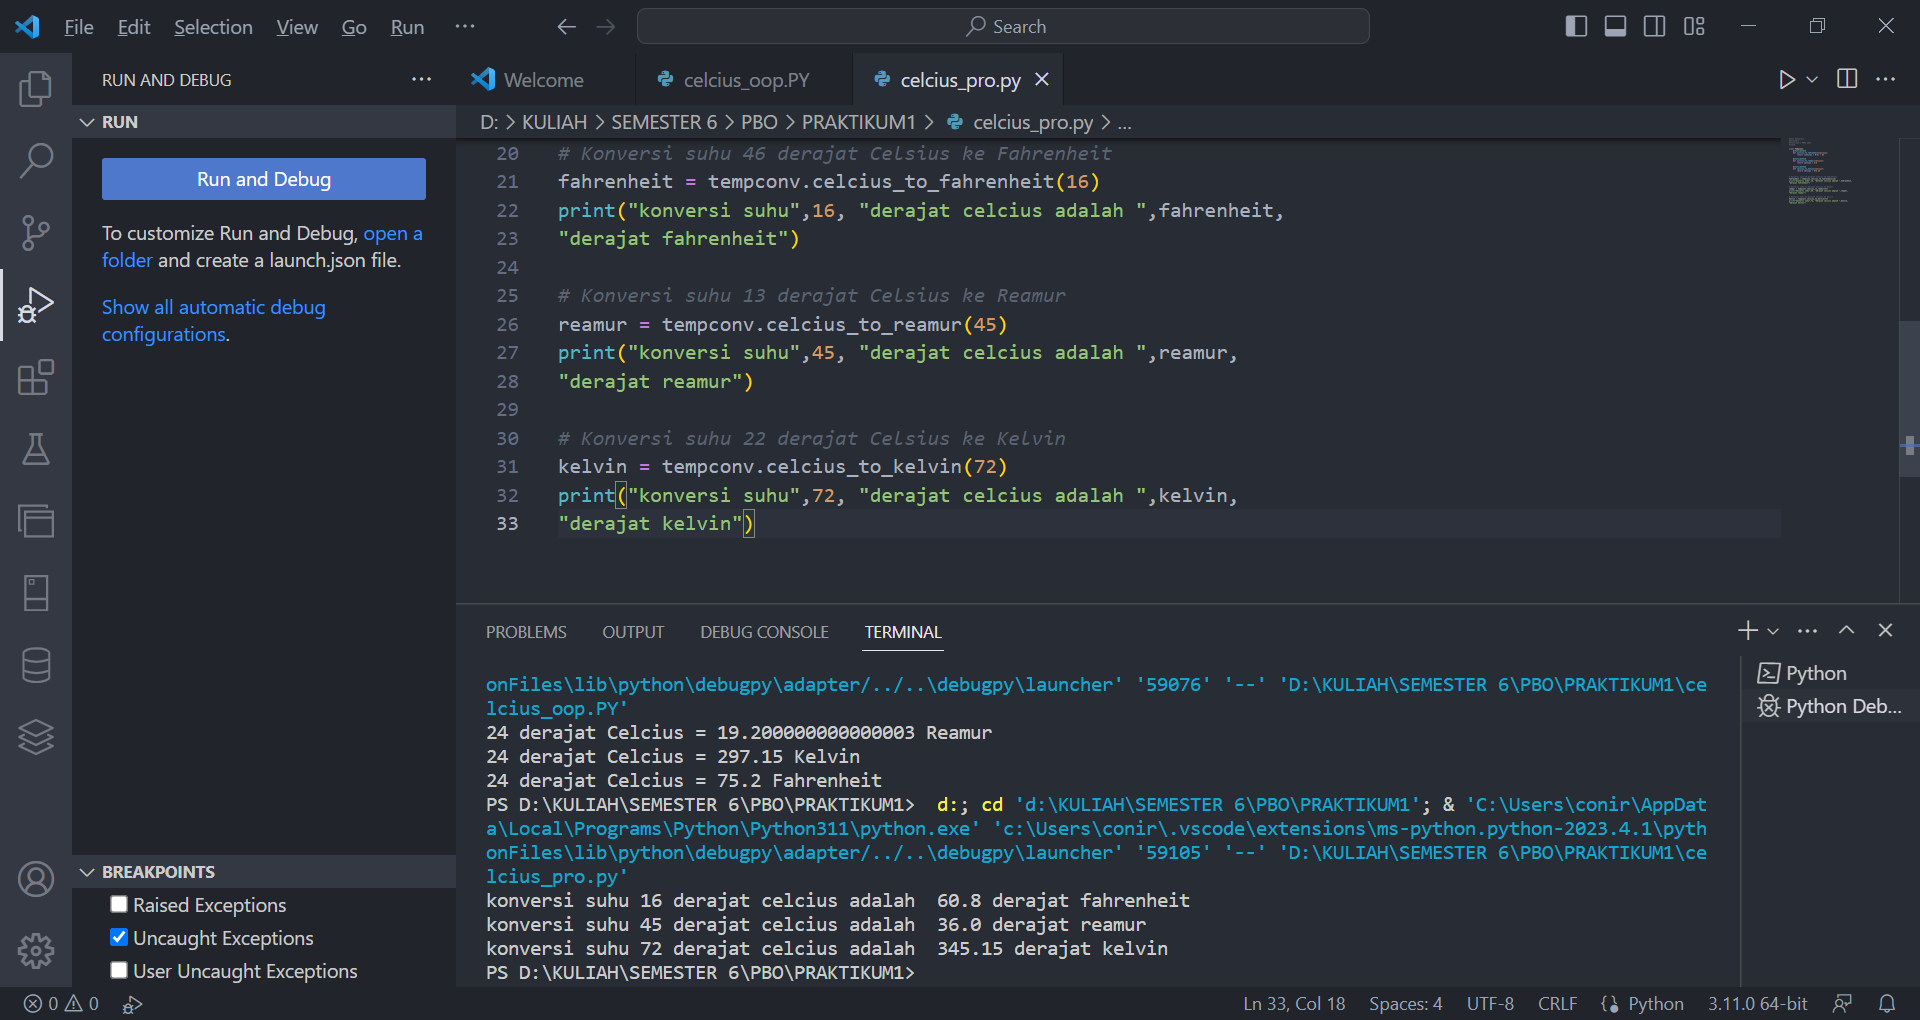 File Edit Selection View Go Run ··· Search
RUN AND DEBUG ···
Welcome celcius_oop.PY celcius_pro.py
RUN
D: > KULIAH > SEMESTER 6 > PBO > PRAKTIKUM1 > celcius_pro.py > ...
Run and Debug
To customize Run and Debug, open a
folder and create a launch.json file.
Show all automatic debug
configurations.
20 # Konversi suhu 46 derajat Celsius ke Fahrenheit
21 fahrenheit = tempconv.celcius_to_fahrenheit(16)
22 print("konversi suhu",16, "derajat celcius adalah ",fahrenheit,
23 "derajat fahrenheit")
24
25 # Konversi suhu 13 derajat Celsius ke Reamur
26 reamur = tempconv.celcius_to_reamur(45)
27 print("konversi suhu",45, "derajat celcius adalah ",reamur,
28 "derajat reamur")
29
30 # Konversi suhu 22 derajat Celsius ke Kelvin
31 kelvin = tempconv.celcius_to_kelvin(72)
32 print("konversi suhu",72, "derajat celcius adalah ",kelvin,
33 "derajat kelvin")
PROBLEMS OUTPUT DEBUG CONSOLE TERMINAL
onFiles\lib\python\debugpy\adapter/../..\debugpy\launcher' '59076' '--' 'D:\KULIAH\SEMESTER 6\PBO\PRAKTIKUM1\ce
lcius_oop.PY'
24 derajat Celcius = 19.200000000000003 Reamur
24 derajat Celcius = 297.15 Kelvin
24 derajat Celcius = 75.2 Fahrenheit
PS D:\KULIAH\SEMESTER 6\PBO\PRAKTIKUM1>  d:; cd 'd:\KULIAH\SEMESTER 6\PBO\PRAKTIKUM1'; & 'C:\Users\conir\AppDat
a\Local\Programs\Python\Python311\python.exe' 'c:\Users\conir\.vscode\extensions\ms-python.python-2023.4.1\pyth
onFiles\lib\python\debugpy\adapter/../..\debugpy\launcher' '59105' '--' 'D:\KULIAH\SEMESTER 6\PBO\PRAKTIKUM1\ce
lcius_pro.py'
konversi suhu 16 derajat celcius adalah  60.8 derajat fahrenheit
konversi suhu 45 derajat celcius adalah  36.0 derajat reamur
konversi suhu 72 derajat celcius adalah  345.15 derajat kelvin
PS D:\KULIAH\SEMESTER 6\PBO\PRAKTIKUM1>
Python
Python Deb...
BREAKPOINTS
Raised Exceptions
Uncaught Exceptions
User Uncaught Exceptions
0 0 Ln 33, Col 18 Spaces: 4 UTF-8 CRLF Python 3.11.0 64-bit